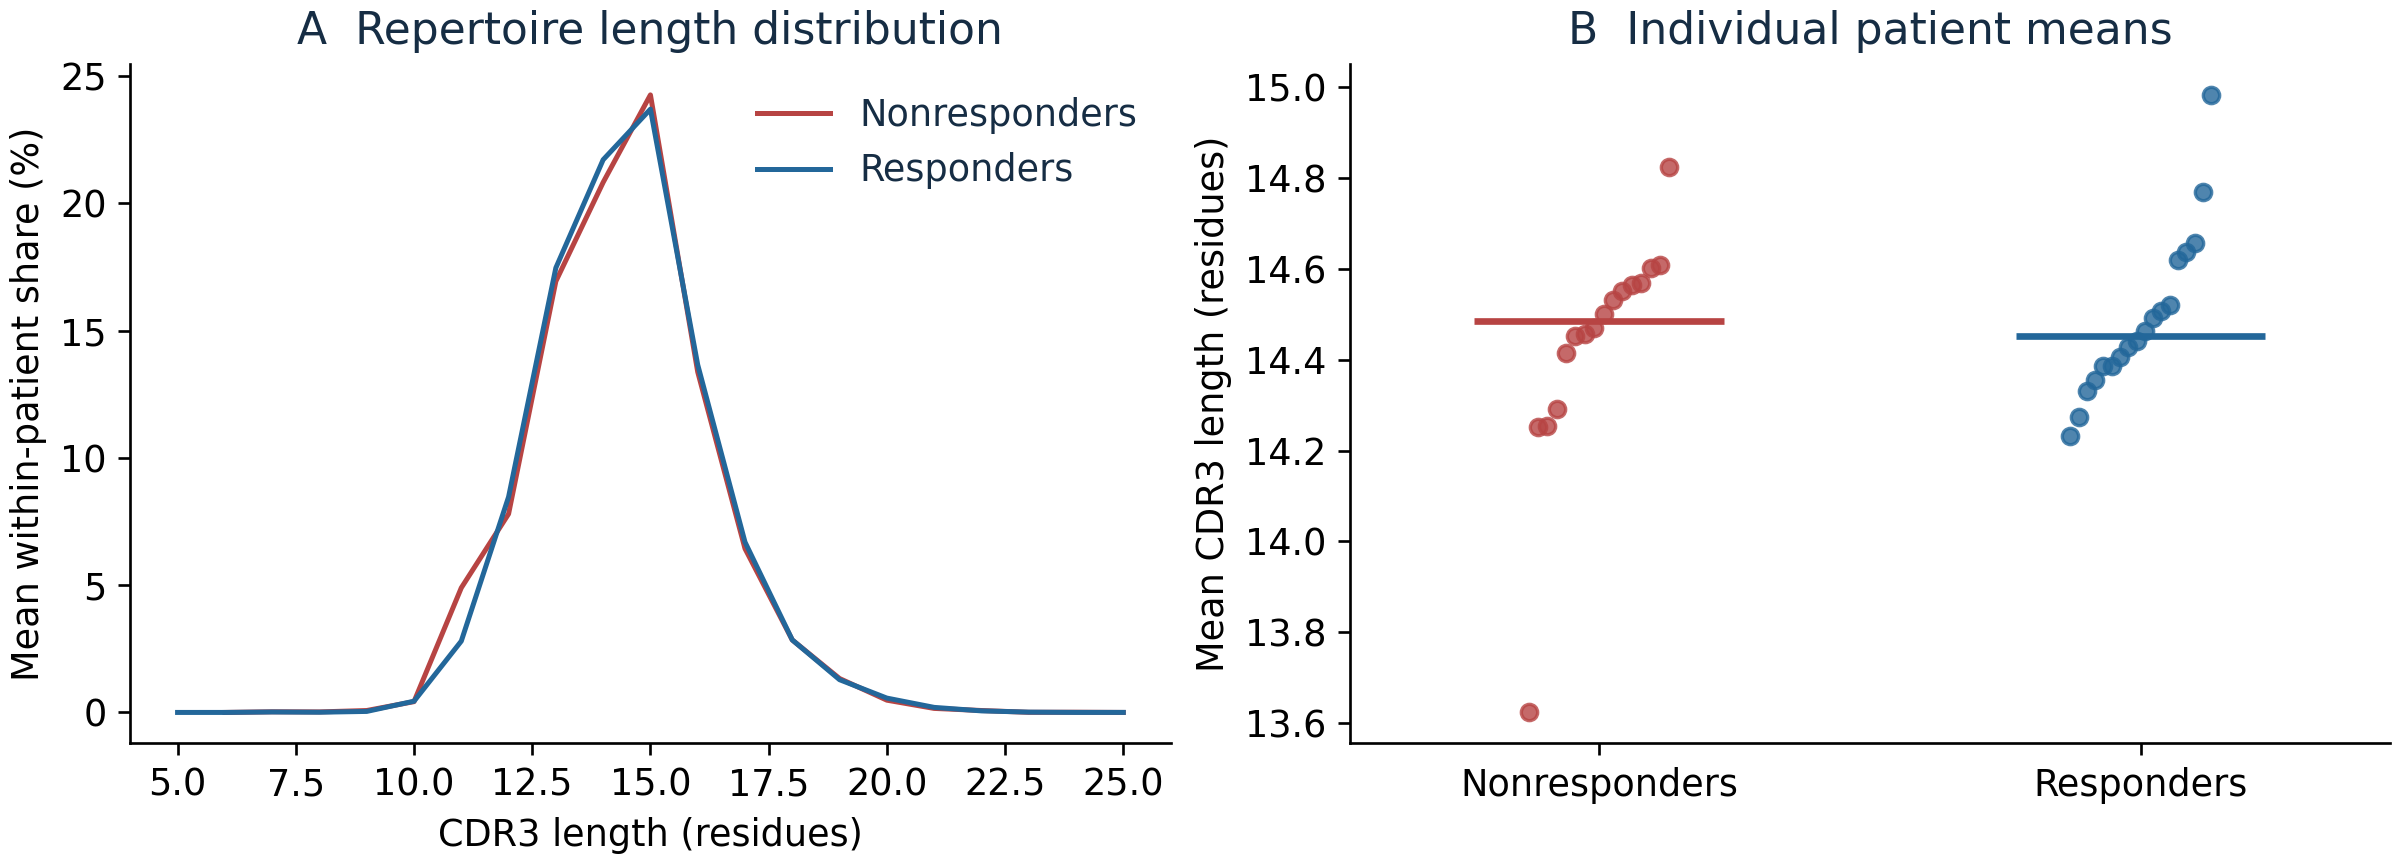 A  Repertoire length distribution
Mean within-patient share (%)
25
20
15
10
5
0
Nonresponders
Responders
5.0 7.5 10.0 12.5 15.0 17.5 20.0 22.5 25.0
CDR3 length (residues)
B  Individual patient means
Mean CDR3 length (residues)
15.0
14.8
14.6
14.4
14.2
14.0
13.8
13.6
Nonresponders Responders